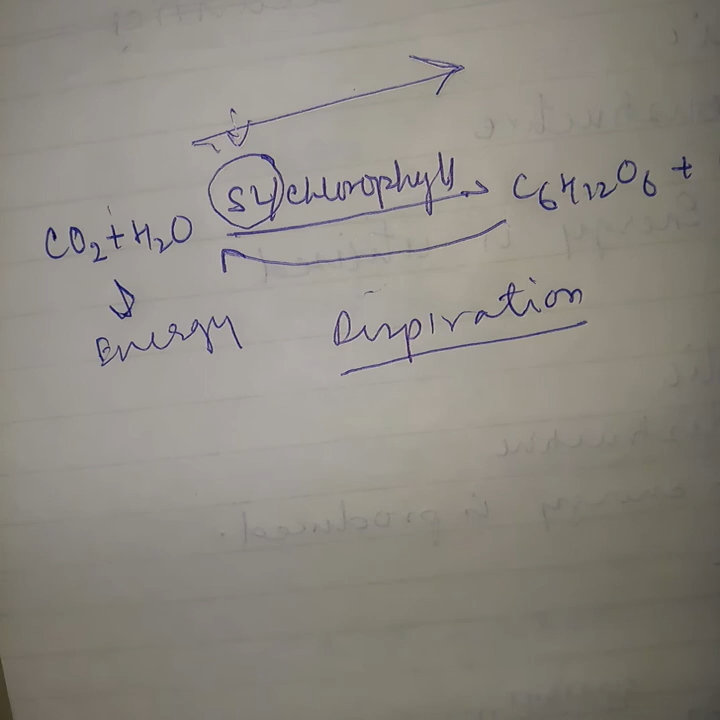 CO₂+H₂O SL chlorophyll → C₆H₁₂O₆ +
Energy Respiration